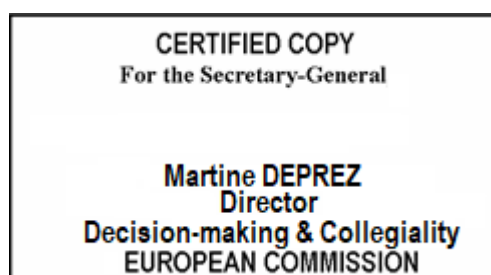 CERTIFIED COPY
For the Secretary-General
Martine DEPREZ
Director
Decision-making & Collegiality
EUROPEAN COMMISSION